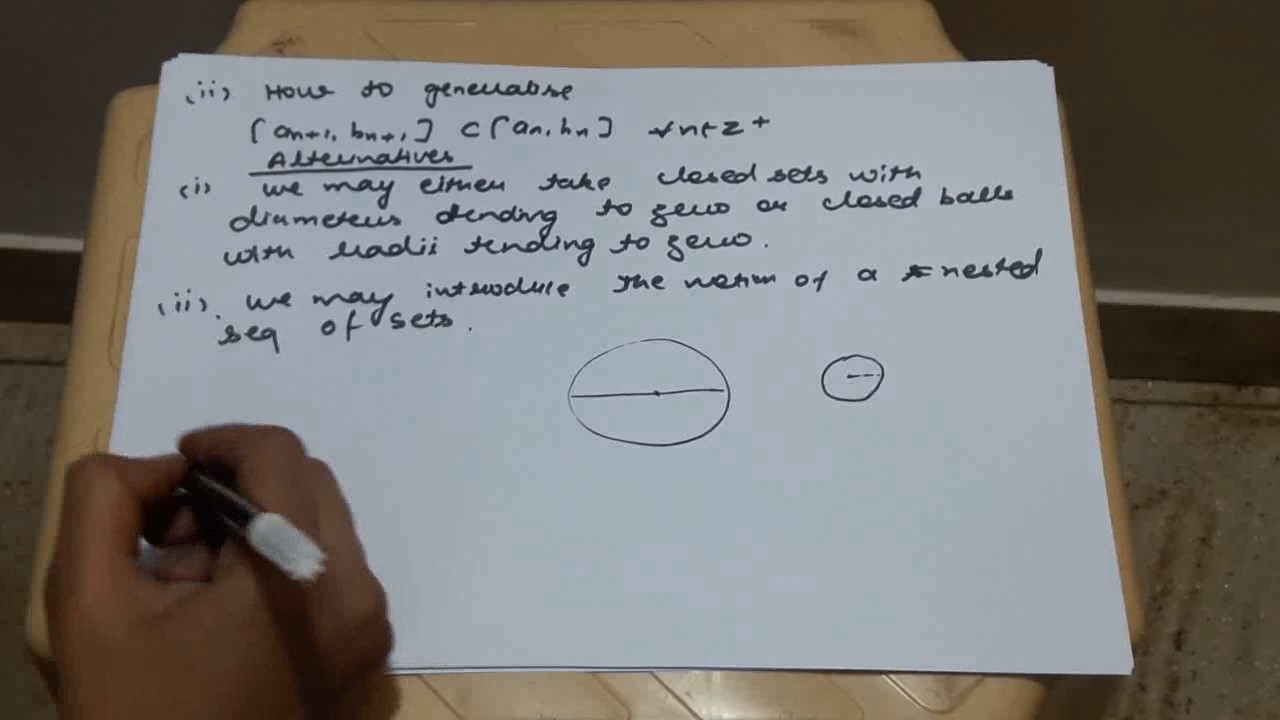 (ii) How to generalise
[an+1, bn+1] ⊂ [an, bn] ∀ n ∈ Z+
Alternatives
(i) we may either take closed sets with
diameters tending to zero or closed balls
with radii tending to zero.
(ii). we may introduce the notion of a nested
seq of sets.